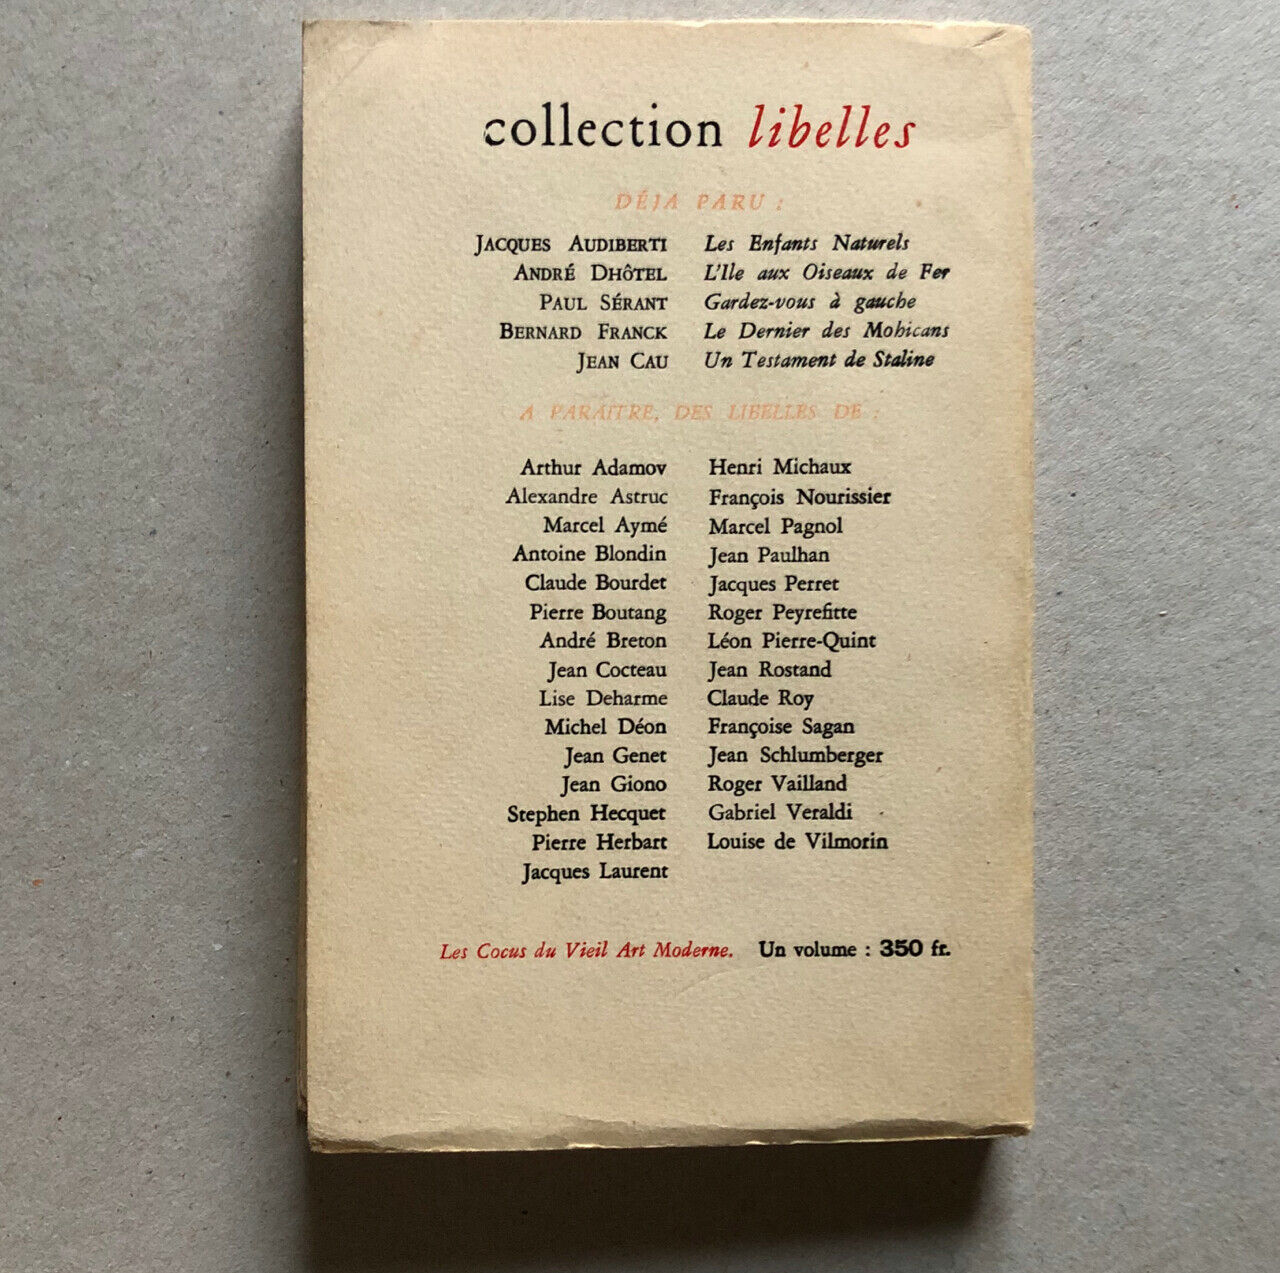 collection libelles
DÉJA PARU :
JACQUES AUDIBERTI Les Enfants Naturels
ANDRÉ DHÔTEL L'Ile aux Oiseaux de Fer
PAUL SÉRANT Gardez-vous à gauche
BERNARD FRANCK Le Dernier des Mohicans
JEAN CAU Un Testament de Staline
A PARAITRE, DES LIBELLES DE :
Arthur Adamov Henri Michaux
Alexandre Astruc François Nourissier
Marcel Aymé Marcel Pagnol
Antoine Blondin Jean Paulhan
Claude Bourdet Jacques Perret
Pierre Boutang Roger Peyrefitte
André Breton Léon Pierre-Quint
Jean Cocteau Jean Rostand
Lise Deharme Claude Roy
Michel Déon Françoise Sagan
Jean Genet Jean Schlumberger
Jean Giono Roger Vailland
Stephen Hecquet Gabriel Veraldi
Pierre Herbart Louise de Vilmorin
Jacques Laurent
Les Cocus du Vieil Art Moderne. Un volume : 350 fr.